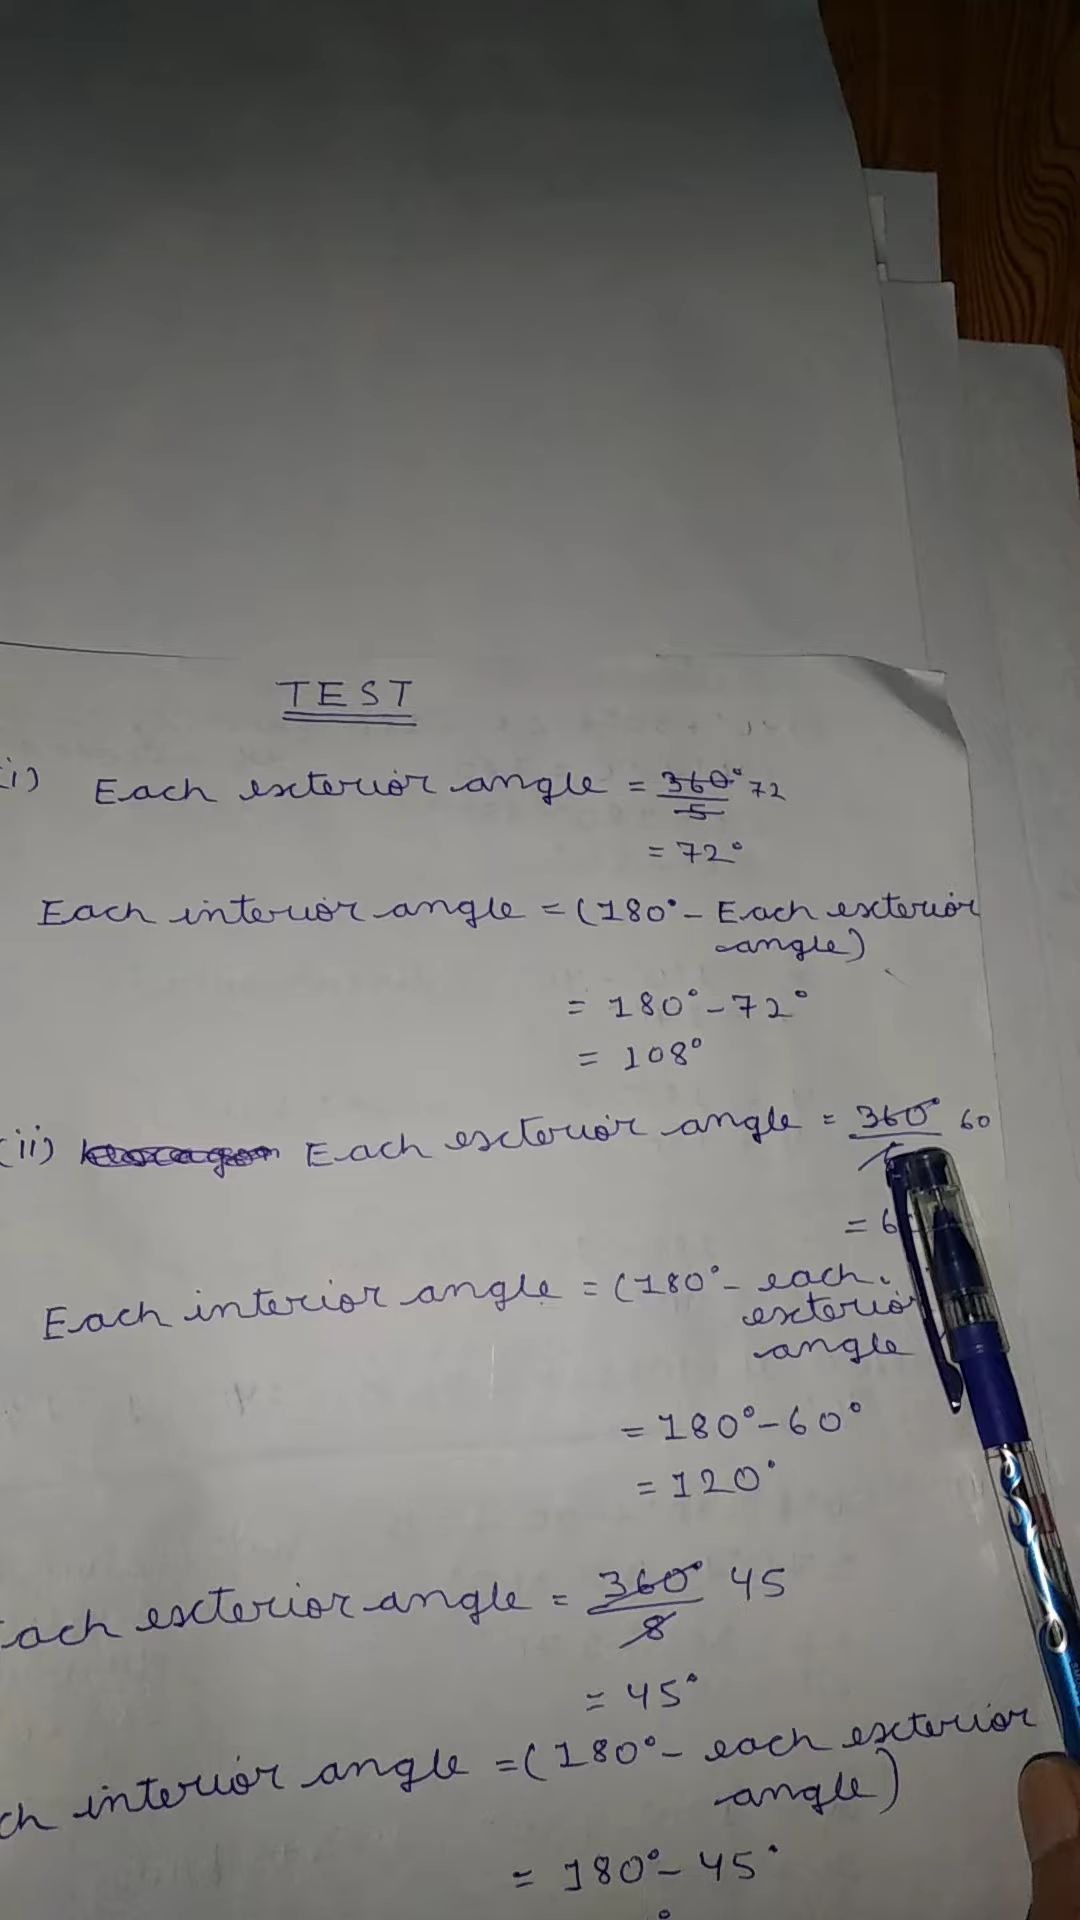 TEST
i) Each exterior angle = 360° 72
5
= 72°
Each interior angle = (180° - Each exterior
angle)
= 180° - 72°
= 108°
(ii) Each exterior angle = 360° 60
= 6
Each interior angle = (180° - each
exterior
angle
= 180° - 60°
= 120°
ach exterior angle = 360° 45
8
= 45°
ch interior angle = (180° - each exterior
angle)
= 180° - 45°